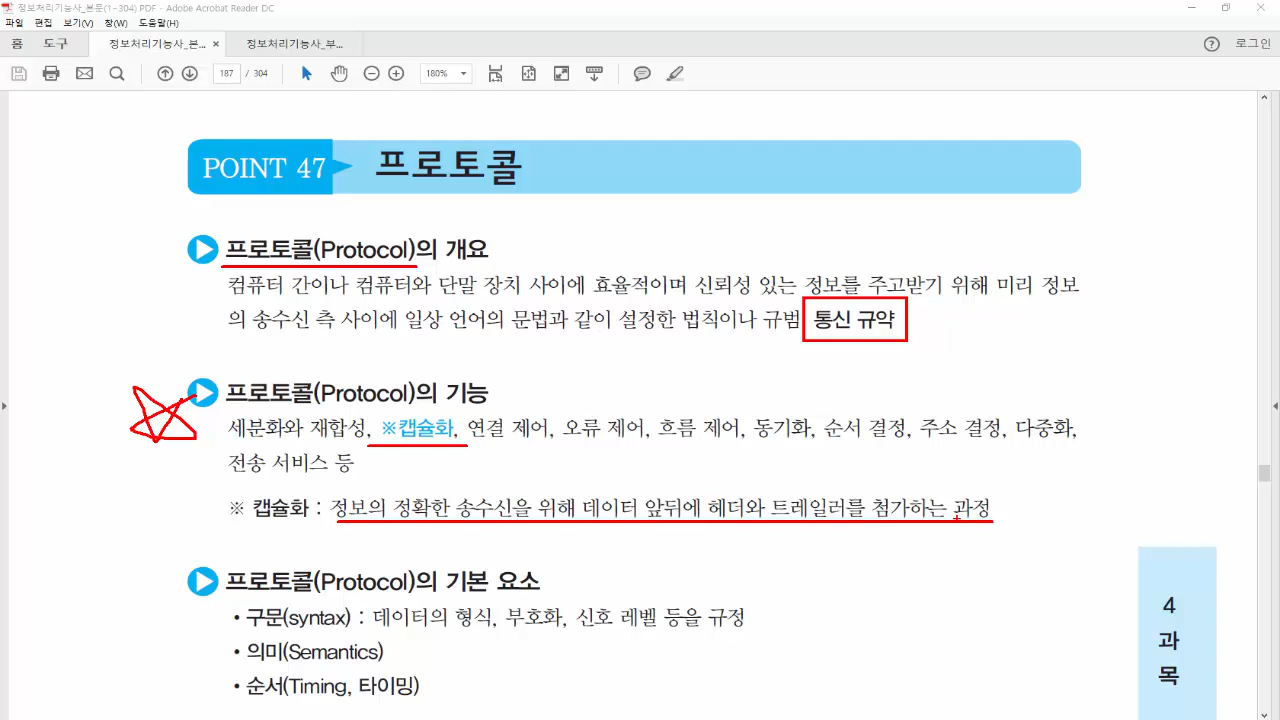 정보처리기능사_본문(1-304) PDF - Adobe Acrobat Reader DC
파일 편집 보기(V) 창(W) 도움말(H)
홈 도구 정보처리기능사_본... × 정보처리기능사_부... ? 로그인
187 / 304 180%
POINT 47 프로토콜
프로토콜(Protocol)의 개요
컴퓨터 간이나 컴퓨터와 단말 장치 사이에 효율적이며 신뢰성 있는 정보를 주고받기 위해 미리 정보
의 송수신 측 사이에 일상 언어의 문법과 같이 설정한 법칙이나 규범 통신 규약
프로토콜(Protocol)의 기능
세분화와 재합성, ※캡슐화, 연결 제어, 오류 제어, 흐름 제어, 동기화, 순서 결정, 주소 결정, 다중화,
전송 서비스 등
※ 캡슐화 : 정보의 정확한 송수신을 위해 데이터 앞뒤에 헤더와 트레일러를 첨가하는 과정
프로토콜(Protocol)의 기본 요소
• 구문(syntax) : 데이터의 형식, 부호화, 신호 레벨 등을 규정
• 의미(Semantics)
• 순서(Timing, 타이밍)
4
과
목